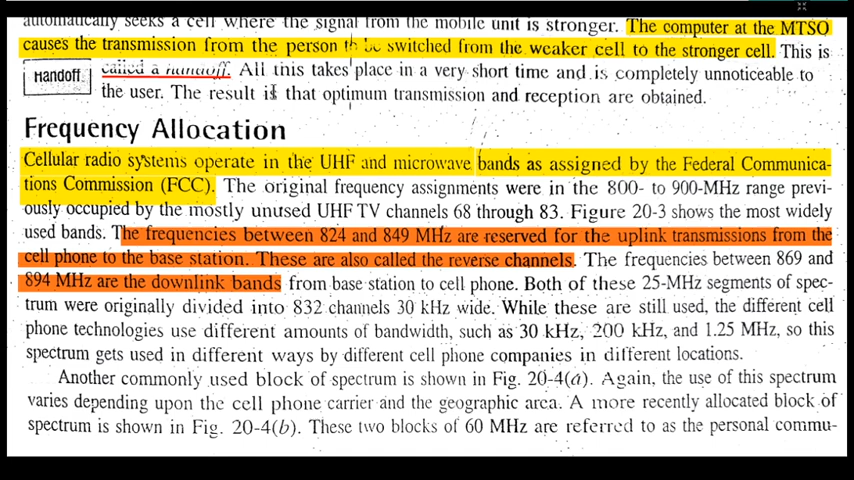 automatically seeks a cell where the signal from the mobile unit is stronger. The computer at the MTSO
causes the transmission from the person to be switched from the weaker cell to the stronger cell. This is
Handoff
called a handoff. All this takes place in a very short time and is completely unnoticeable to
the user. The result is that optimum transmission and reception are obtained.
Frequency Allocation
Cellular radio systems operate in the UHF and microwave bands as assigned by the Federal Communica-
tions Commission (FCC). The original frequency assignments were in the 800- to 900-MHz range previ-
ously occupied by the mostly unused UHF TV channels 68 through 83. Figure 20-3 shows the most widely
used bands. The frequencies between 824 and 849 MHz are reserved for the uplink transmissions from the
cell phone to the base station. These are also called the reverse channels. The frequencies between 869 and
894 MHz are the downlink bands from base station to cell phone. Both of these 25-MHz segments of spec-
trum were originally divided into 832 channels 30 kHz wide. While these are still used, the different cell
phone technologies use different amounts of bandwidth, such as 30 kHz, 200 kHz, and 1.25 MHz, so this
spectrum gets used in different ways by different cell phone companies in different locations.
Another commonly used block of spectrum is shown in Fig. 20-4(a). Again, the use of this spectrum
varies depending upon the cell phone carrier and the geographic area. A more recently allocated block of
spectrum is shown in Fig. 20-4(b). These two blocks of 60 MHz are referred to as the personal commu-